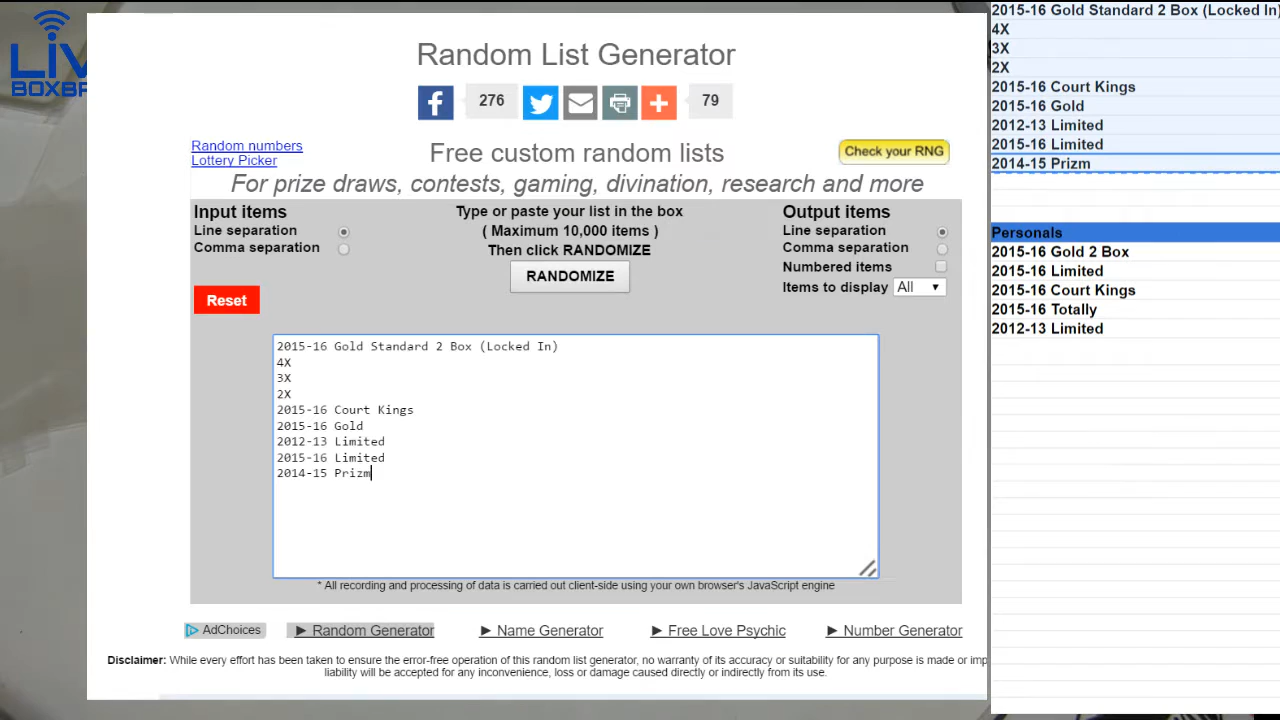 LIV
BOXBR
Random List Generator
276
79
Random numbers
Lottery Picker
Free custom random lists
Check your RNG
For prize draws, contests, gaming, divination, research and more
Input items
Line separation
Comma separation
Reset
Type or paste your list in the box
( Maximum 10,000 items )
Then click RANDOMIZE
RANDOMIZE
Output items
Line separation
Comma separation
Numbered items
Items to display All
2015-16 Gold Standard 2 Box (Locked In)
4X
3X
2X
2015-16 Court Kings
2015-16 Gold
2012-13 Limited
2015-16 Limited
2014-15 Prizm
* All recording and processing of data is carried out client-side using your own browser's JavaScript engine
AdChoices
► Random Generator
► Name Generator
► Free Love Psychic
► Number Generator
Disclaimer: While every effort has been taken to ensure the error-free operation of this random list generator, no warranty of its accuracy or suitability for any purpose is made or imp
liability will be accepted for any inconvenience, loss or damage caused directly or indirectly from its use.
2015-16 Gold Standard 2 Box (Locked In)
4X
3X
2X
2015-16 Court Kings
2015-16 Gold
2012-13 Limited
2015-16 Limited
2014-15 Prizm
Personals
2015-16 Gold 2 Box
2015-16 Limited
2015-16 Court Kings
2015-16 Totally
2012-13 Limited